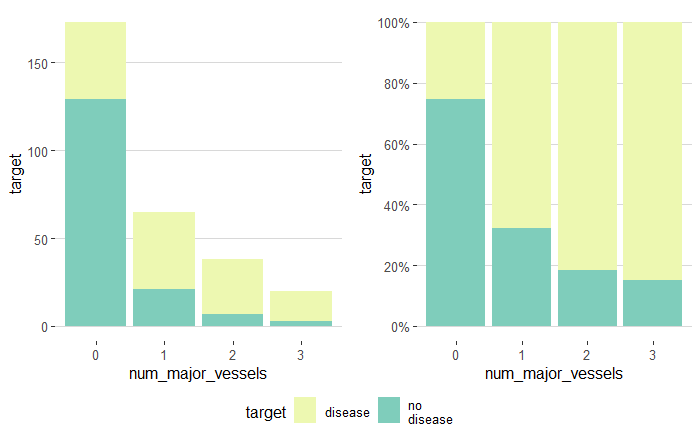 target
150
100
50
0
0 1 2 3
num_major_vessels
target
100%
80%
60%
40%
20%
0%
0 1 2 3
num_major_vessels
target
disease
no
disease